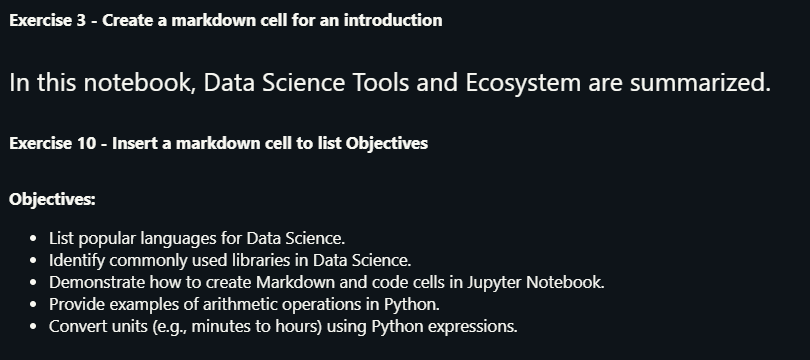 Exercise 3 - Create a markdown cell for an introduction
In this notebook, Data Science Tools and Ecosystem are summarized.
Exercise 10 - Insert a markdown cell to list Objectives
Objectives:
• List popular languages for Data Science.
• Identify commonly used libraries in Data Science.
• Demonstrate how to create Markdown and code cells in Jupyter Notebook.
• Provide examples of arithmetic operations in Python.
• Convert units (e.g., minutes to hours) using Python expressions.